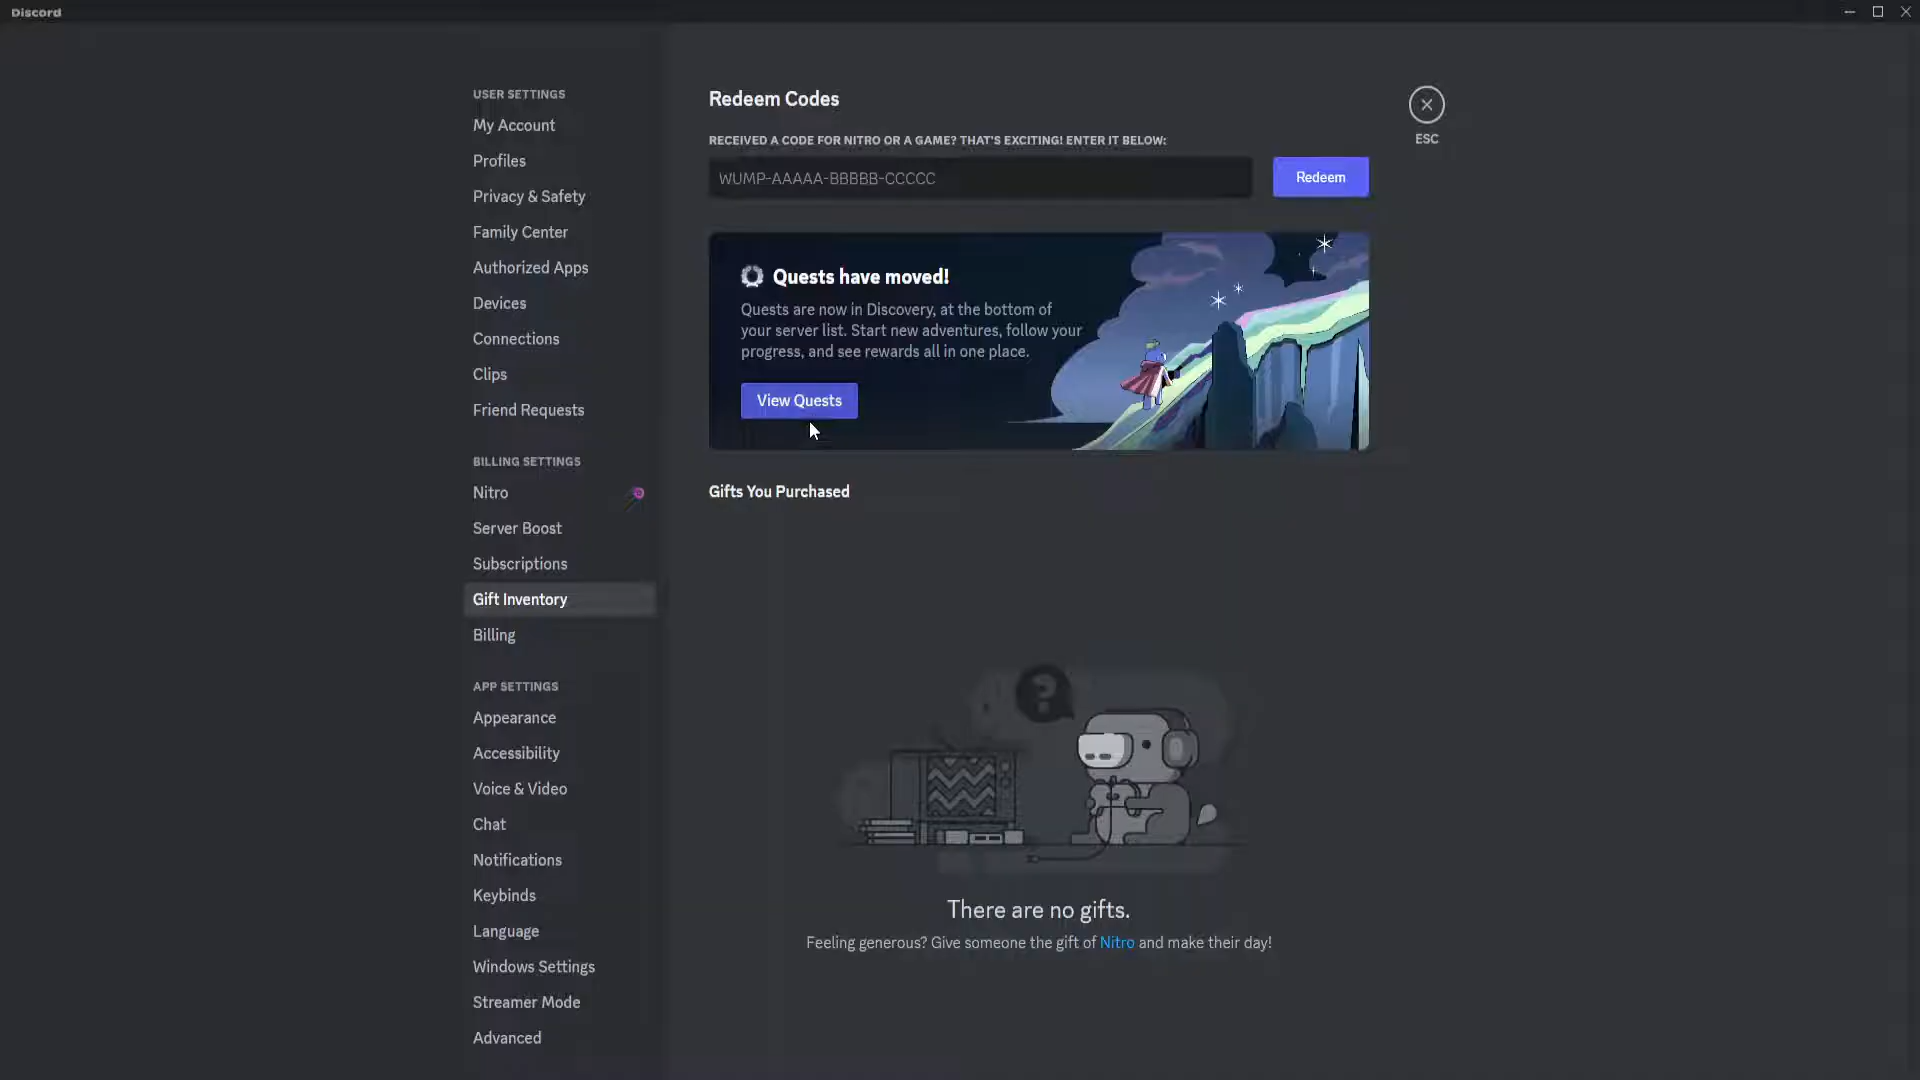 Discord
USER SETTINGS
My Account
Profiles
Privacy & Safety
Family Center
Authorized Apps
Devices
Connections
Clips
Friend Requests
BILLING SETTINGS
Nitro
Server Boost
Subscriptions
Gift Inventory
Billing
APP SETTINGS
Appearance
Accessibility
Voice & Video
Chat
Notifications
Keybinds
Language
Windows Settings
Streamer Mode
Advanced
Redeem Codes
RECEIVED A CODE FOR NITRO OR A GAME? THAT'S EXCITING! ENTER IT BELOW:
WUMP-AAAAA-BBBBB-CCCCC
Redeem
ESC
Quests have moved!
Quests are now in Discovery, at the bottom of
your server list. Start new adventures, follow your
progress, and see rewards all in one place.
View Quests
Gifts You Purchased
?
There are no gifts.
Feeling generous? Give someone the gift of Nitro and make their day!